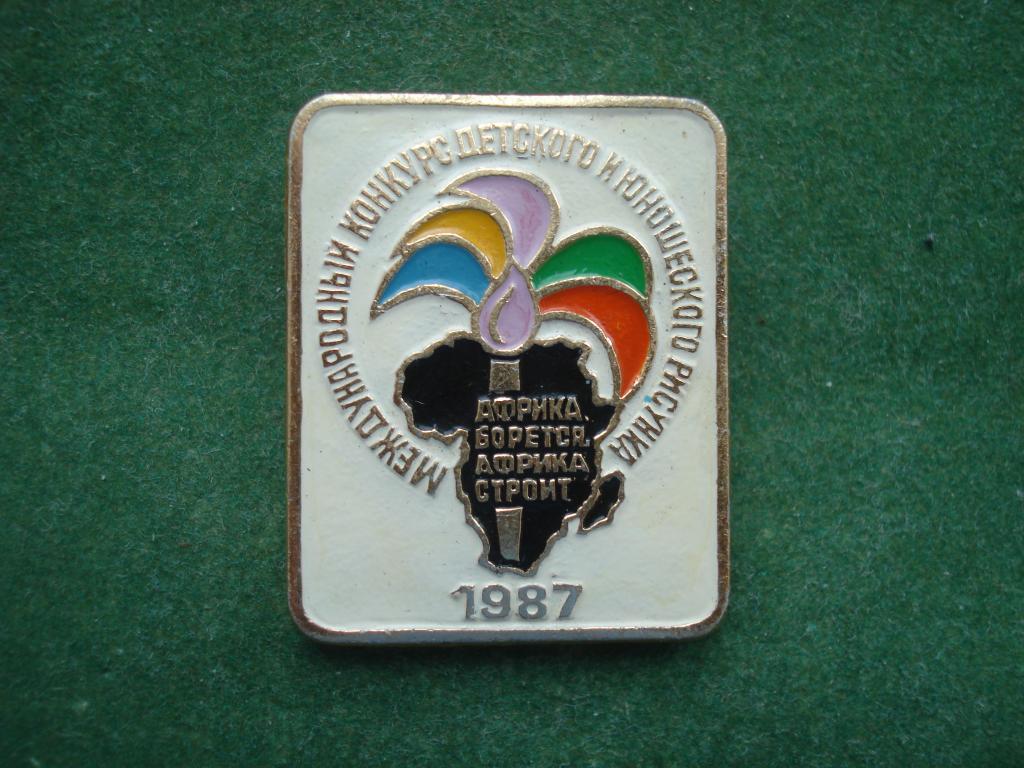 МЕЖДУНАРОДНЫЙ КОНКУРС ДЕТСКОГО И ЮНОШЕСКОГО РИСУНКА
АФРИКА
БОРЕТСЯ.
АФРИКА
СТРОИТ
1987